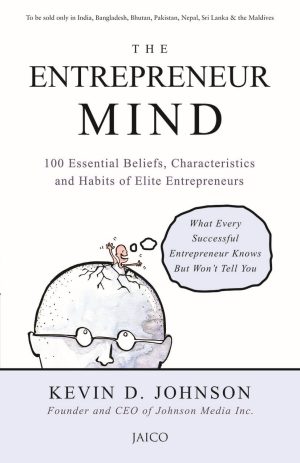 To be sold only in India, Bangladesh, Bhutan, Pakistan, Nepal, Sri Lanka & the Maldives
THE
ENTREPRENEUR
MIND
100 Essential Beliefs, Characteristics
and Habits of Elite Entrepreneurs
What Every
Successful
Entrepreneur Knows
But Won't Tell You
KEVIN D. JOHNSON
Founder and CEO of Johnson Media Inc.
JAICO